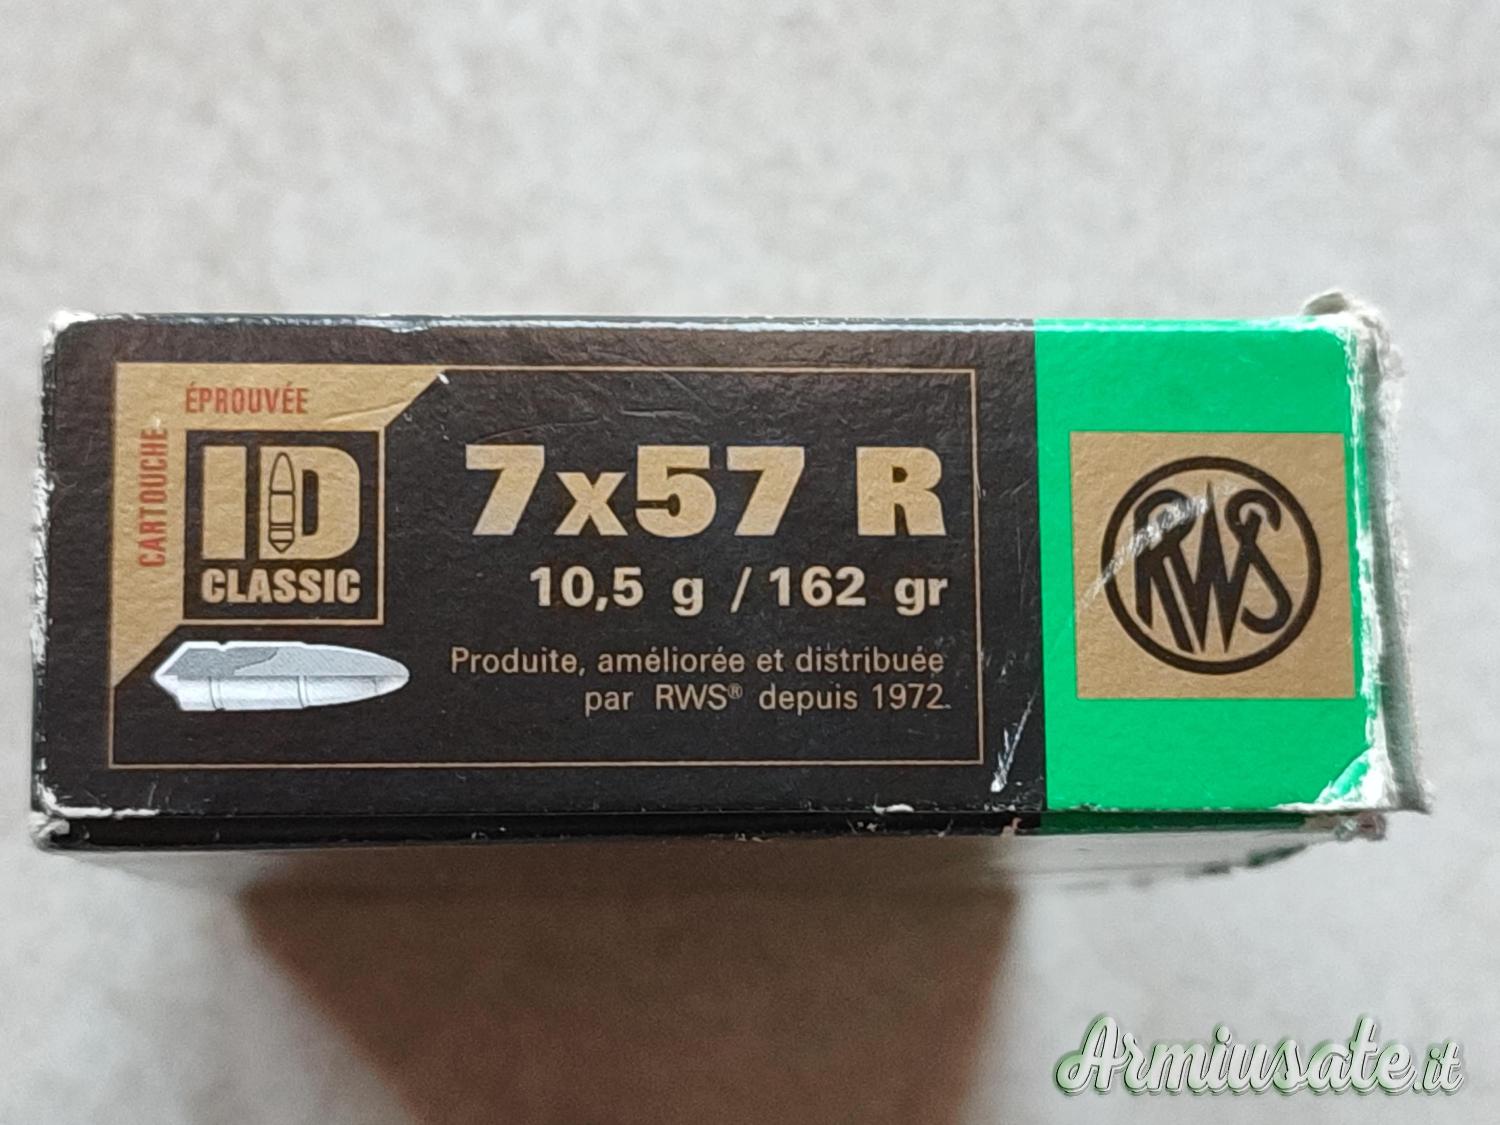 ÉPROUVÉE
CARTOUCHE
ID
CLASSIC
7x57 R
10,5 g / 162 gr
Produite, améliorée et distribuée
par RWS® depuis 1972.
RWS
Armiusate.it